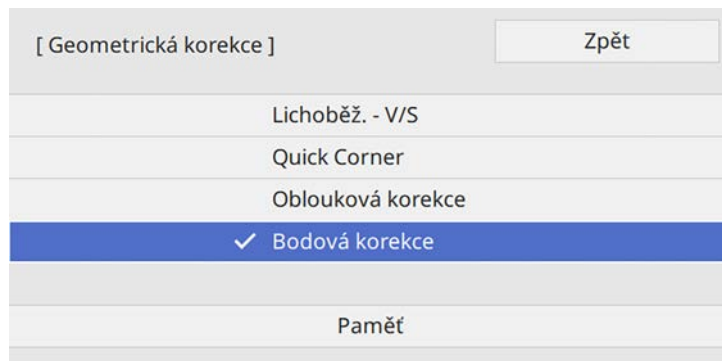 [ Geometrická korekce ]
Zpět
Lichoběž. - V/S
Quick Corner
Oblouková korekce
Bodová korekce
Paměť